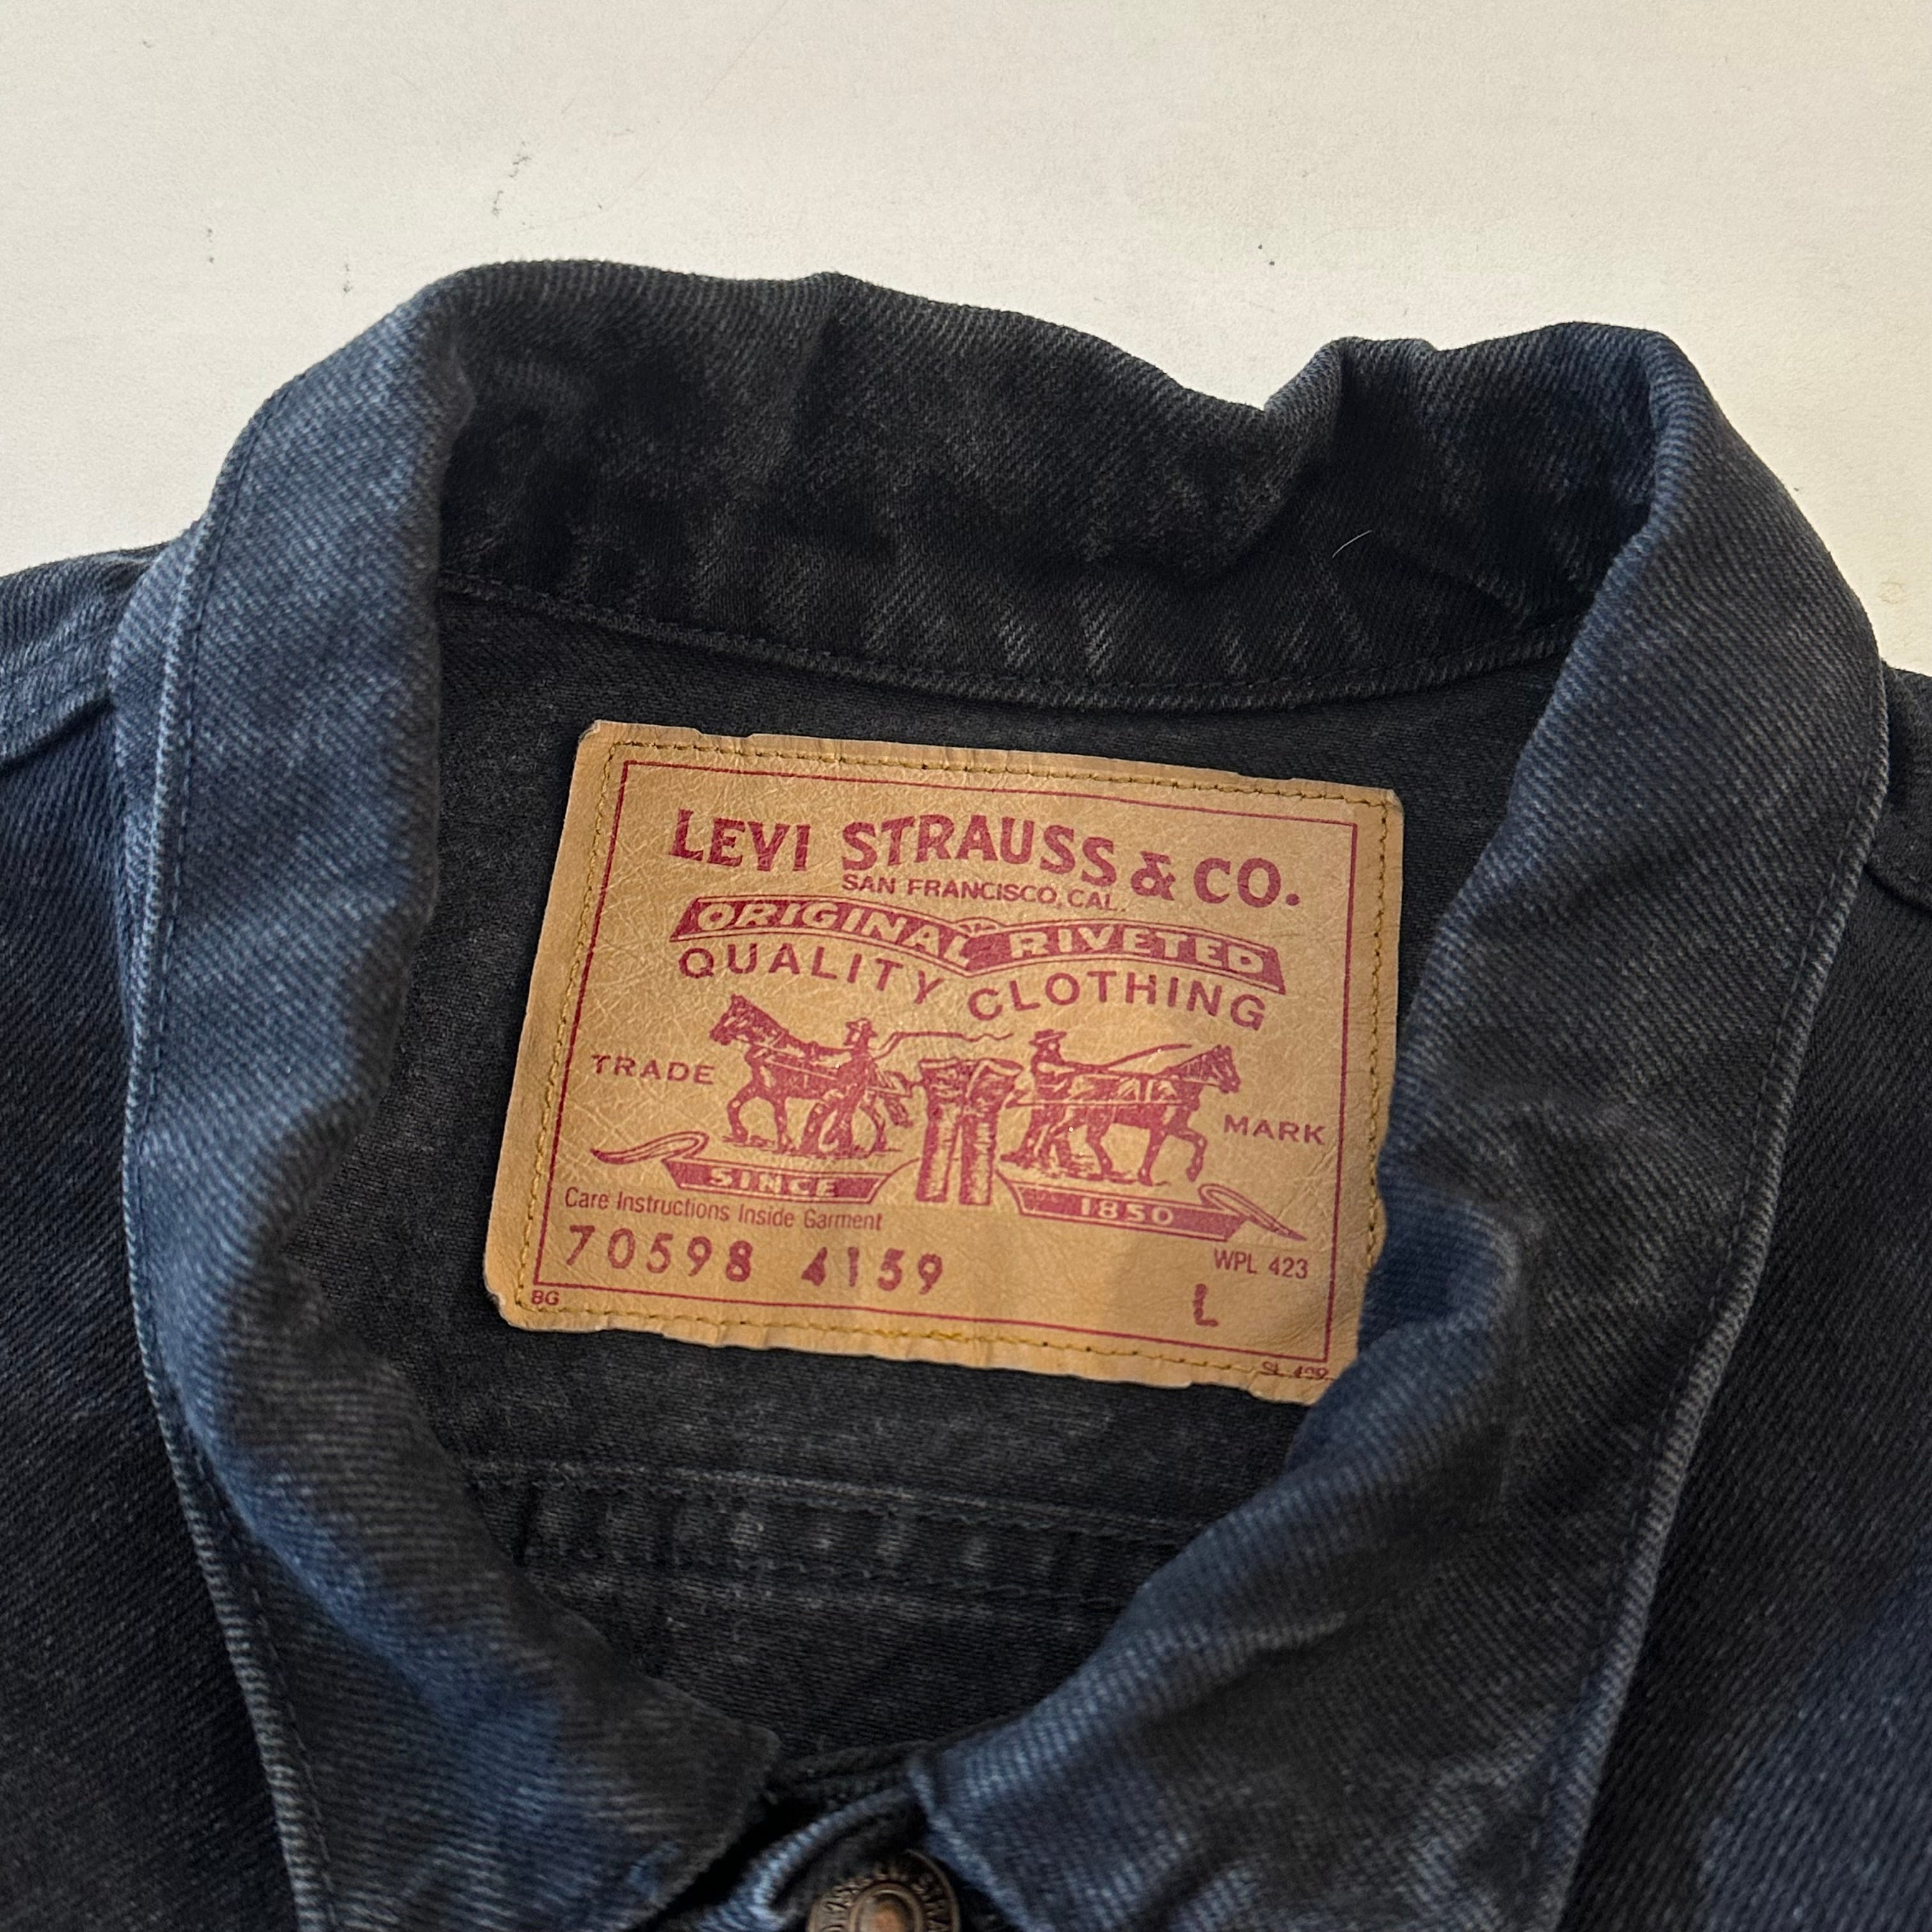 LEVI STRAUSS & CO.
SAN FRANCISCO, CAL.
ORIGINAL RIVETED
QUALITY CLOTHING
TRADE MARK
SINCE 1850
Care Instructions Inside Garment
WPL 423
70598 4159 L
BG